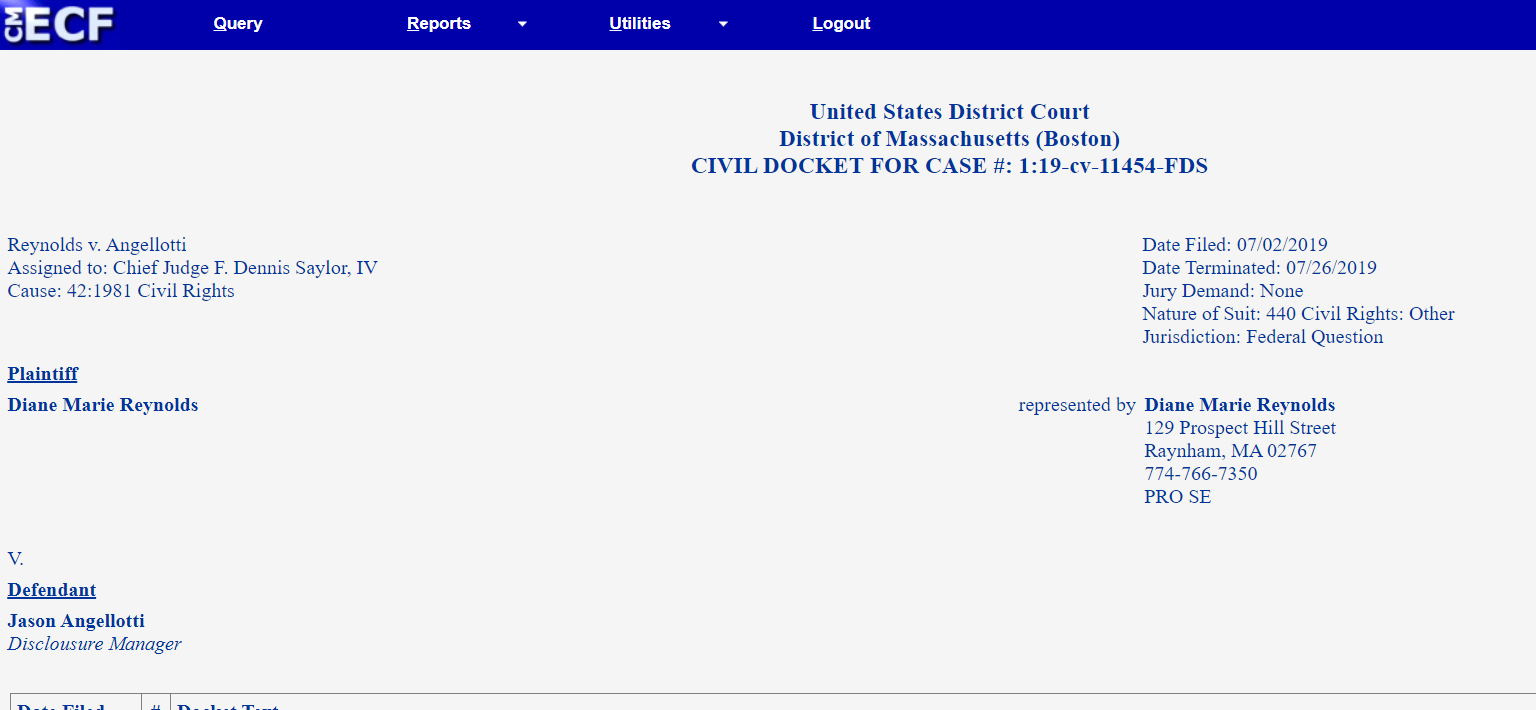 CM ECF Query Reports Utilities Logout
United States District Court
District of Massachusetts (Boston)
CIVIL DOCKET FOR CASE #: 1:19-cv-11454-FDS
Reynolds v. Angellotti
Assigned to: Chief Judge F. Dennis Saylor, IV
Cause: 42:1981 Civil Rights
Date Filed: 07/02/2019
Date Terminated: 07/26/2019
Jury Demand: None
Nature of Suit: 440 Civil Rights: Other
Jurisdiction: Federal Question
Plaintiff
Diane Marie Reynolds
represented by Diane Marie Reynolds
129 Prospect Hill Street
Raynham, MA 02767
774-766-7350
PRO SE
V.
Defendant
Jason Angellotti
Disclousure Manager
Date Filed # Docket Text